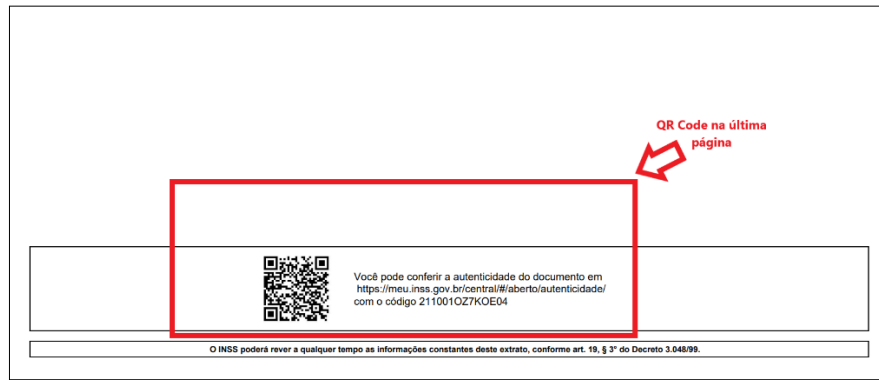 QR Code na última
página
Você pode conferir a autenticidade do documento em
https://meu.inss.gov.br/central/#/aberto/autenticidade/
com o código 211001OZ7KOE04
O INSS poderá rever a qualquer tempo as informações constantes deste extrato, conforme art. 19, § 3° do Decreto 3.048/99.